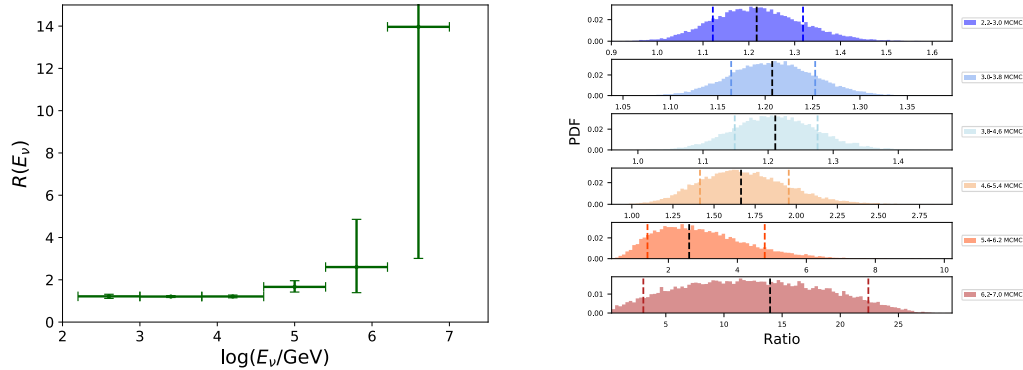 14
12
10
8
6
4
2
0
R(E_ν)
2 3 4 5 6 7
log(E_ν/GeV)
PDF
0.02
0.00
0.9 1.0 1.1 1.2 1.3 1.4 1.5 1.6
2.2-3.0 MCMC
0.02
0.00
1.05 1.10 1.15 1.20 1.25 1.30 1.35
3.0-3.8 MCMC
0.02
0.00
1.0 1.1 1.2 1.3 1.4
3.8-4.6 MCMC
0.02
0.00
1.00 1.25 1.50 1.75 2.00 2.25 2.50 2.75
4.6-5.4 MCMC
0.02
0.00
2 4 6 8 10
5.4-6.2 MCMC
0.01
0.00
5 10 15 20 25
6.2-7.0 MCMC
Ratio